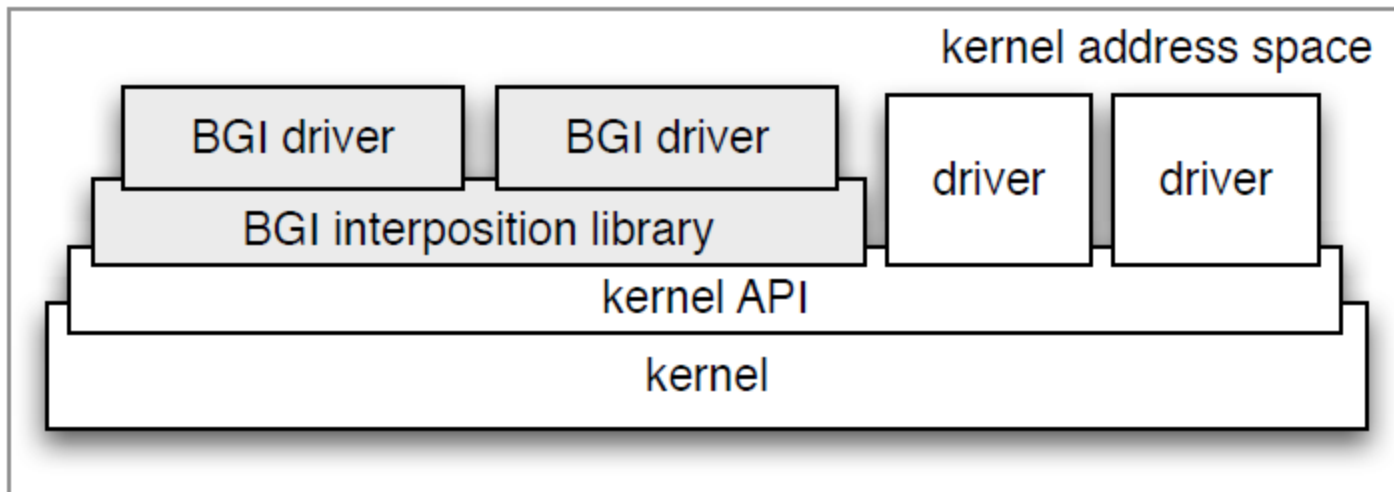 kernel address space
BGI driver
BGI driver
driver
driver
BGI interposition library
kernel API
kernel